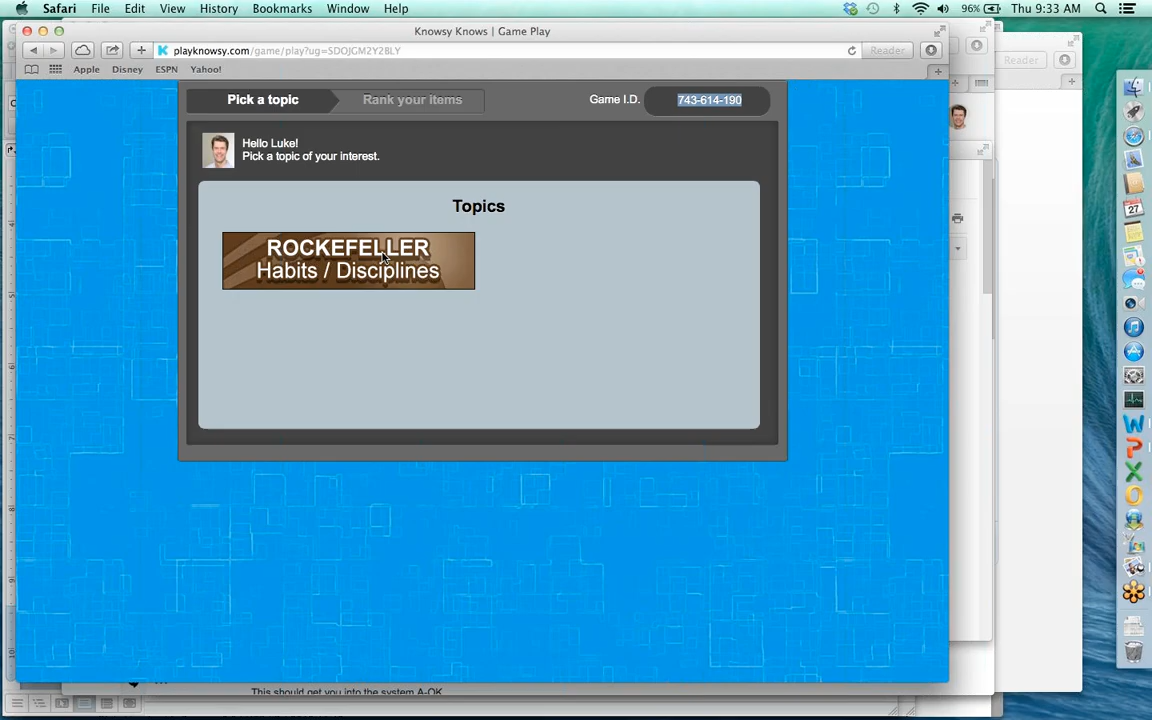 Safari File Edit View History Bookmarks Window Help 96% Thu 9:33 AM
Knowsy Knows | Game Play
playknowsy.com/game/play?ug=SDOJGM2Y2BLY Reader
Reader
Apple Disney ESPN Yahoo!
Pick a topic Rank your items Game I.D. 743-614-190
Hello Luke!
Pick a topic of your interest.
Topics
ROCKEFELLER
Habits / Disciplines
27
This should get you into the system A-OK